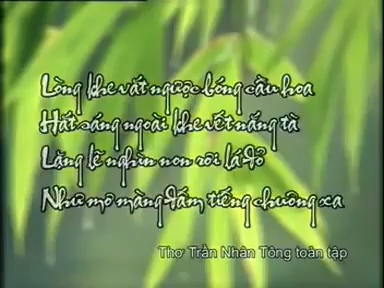 Lòng khe vắt ngược bóng cầu hoa
Hắt sáng ngoài khe vết nắng tà
Lặng lẽ nghìn non rơi lá đỏ
Như mơ màng đắm tiếng chuông xa
Thơ Trần Nhân Tông toàn tập